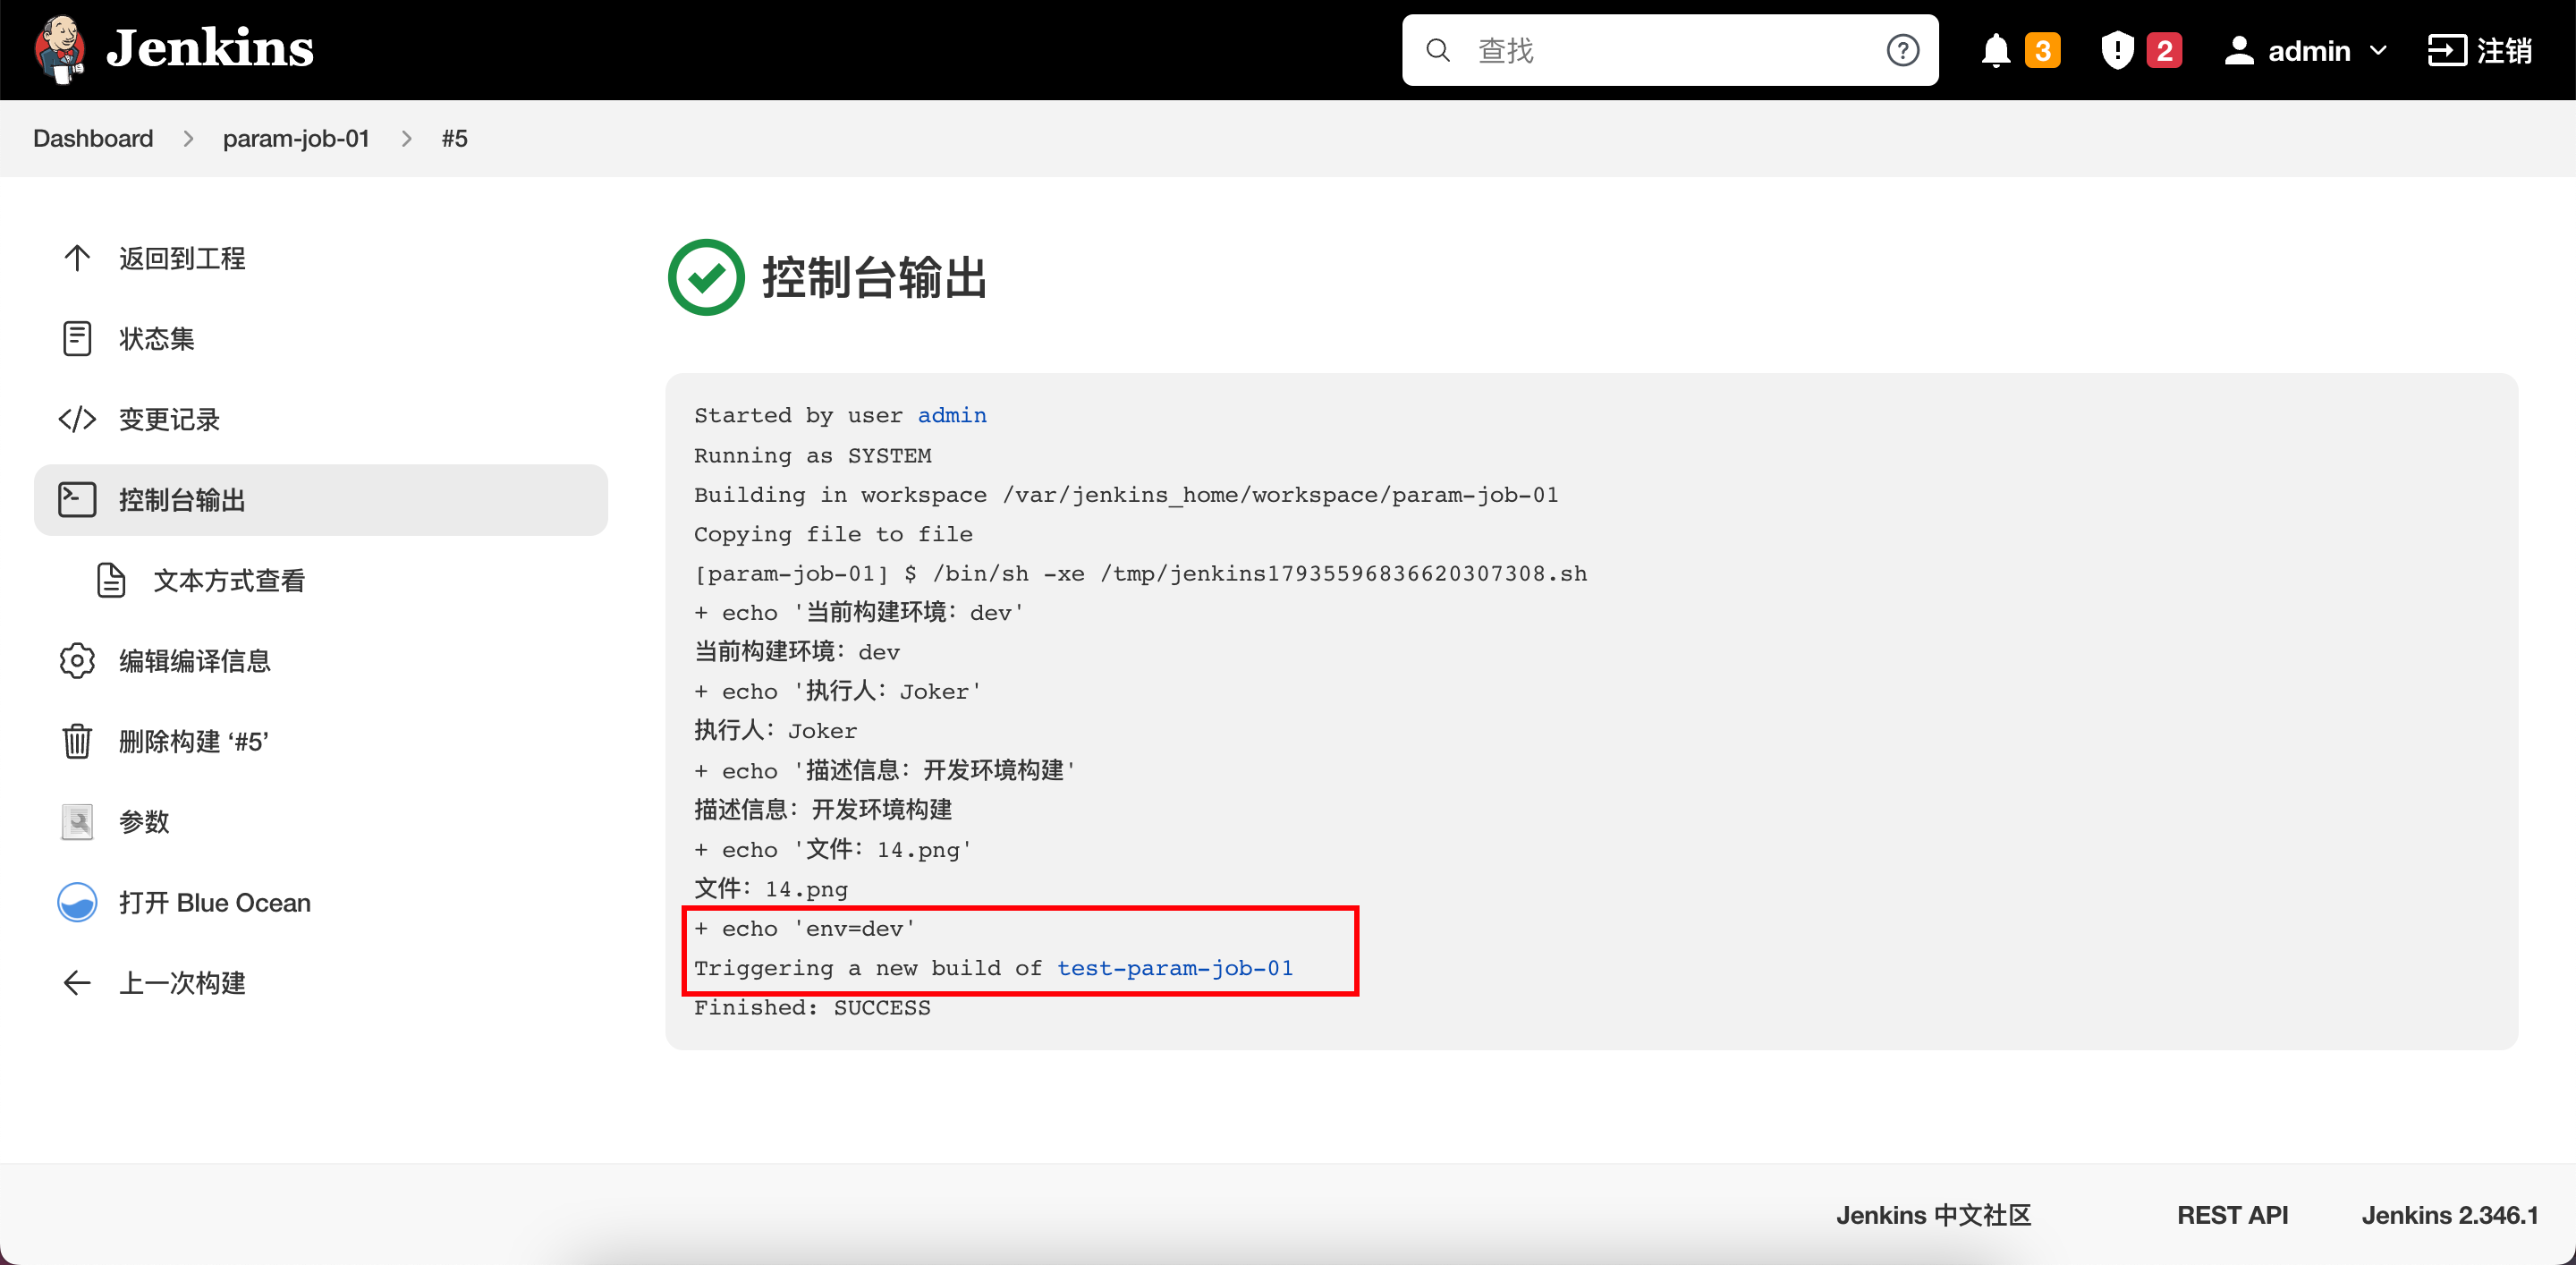 Jenkins
查找
3
2
admin
注销
Dashboard
param-job-01
#5
返回到工程
状态集
变更记录
控制台输出
文本方式查看
编辑编译信息
删除构建 ‘#5’
参数
打开 Blue Ocean
上一次构建
控制台输出
Started by user admin
Running as SYSTEM
Building in workspace /var/jenkins_home/workspace/param-job-01
Copying file to file
[param-job-01] $ /bin/sh -xe /tmp/jenkins17935596836620307308.sh
+ echo '当前构建环境：dev'
当前构建环境：dev
+ echo '执行人：Joker'
执行人：Joker
+ echo '描述信息：开发环境构建'
描述信息：开发环境构建
+ echo '文件：14.png'
文件：14.png
+ echo 'env=dev'
Triggering a new build of test-param-job-01
Finished: SUCCESS
Jenkins 中文社区
REST API
Jenkins 2.346.1